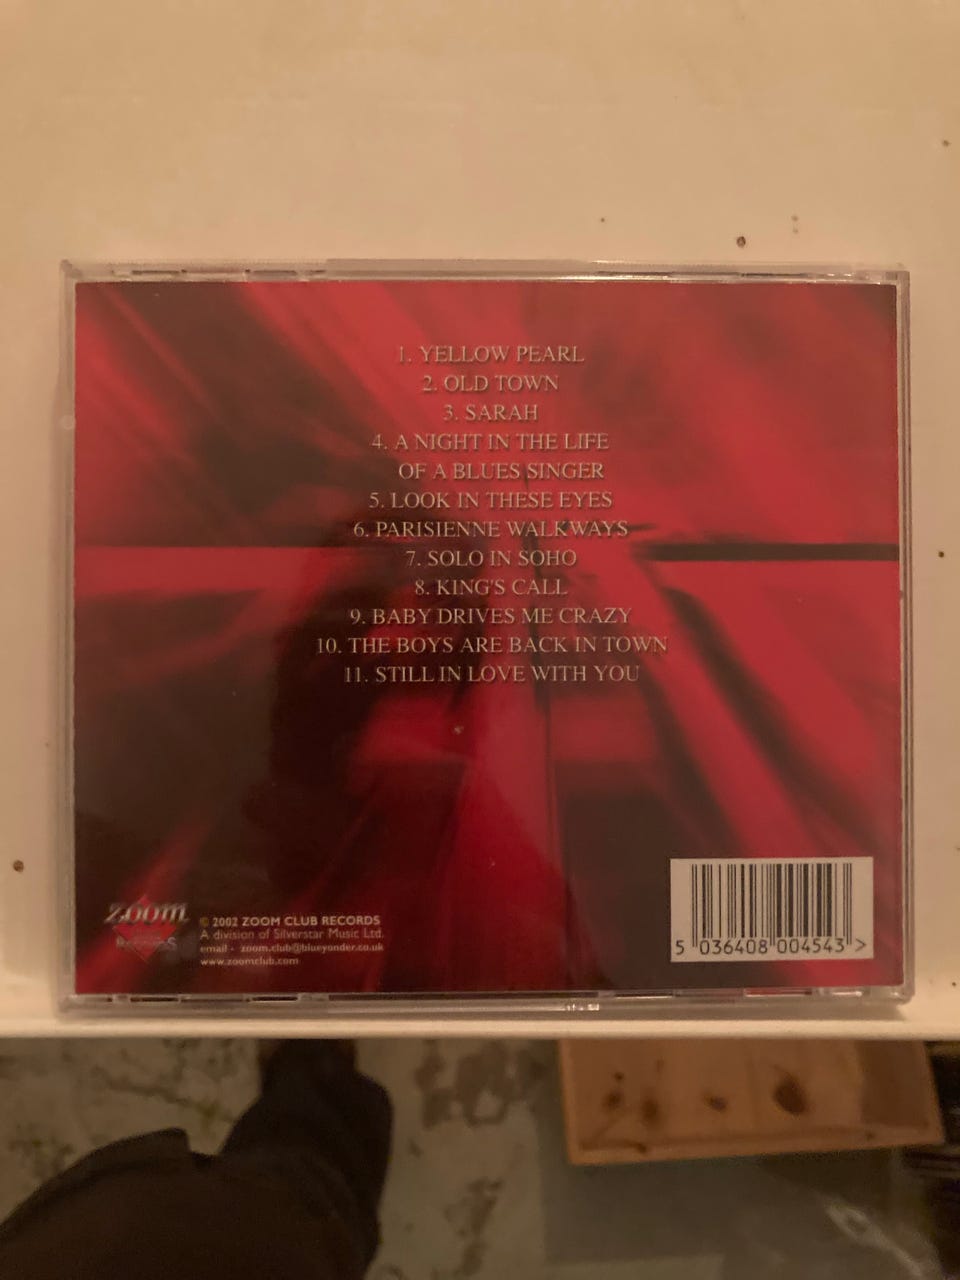 1. YELLOW PEARL
2. OLD TOWN
3. SARAH
4. A NIGHT IN THE LIFE
OF A BLUES SINGER
5. LOOK IN THESE EYES
6. PARISIENNE WALKWAYS
7. SOLO IN SOHO
8. KING'S CALL
9. BABY DRIVES ME CRAZY
10. THE BOYS ARE BACK IN TOWN
11. STILL IN LOVE WITH YOU
zoom
RECORDS
© 2002 ZOOM CLUB RECORDS
A division of Silverstar Music Ltd.
email - zoom.club@blueyonder.co.uk
www.zoomclub.com
5 036408 004543 >